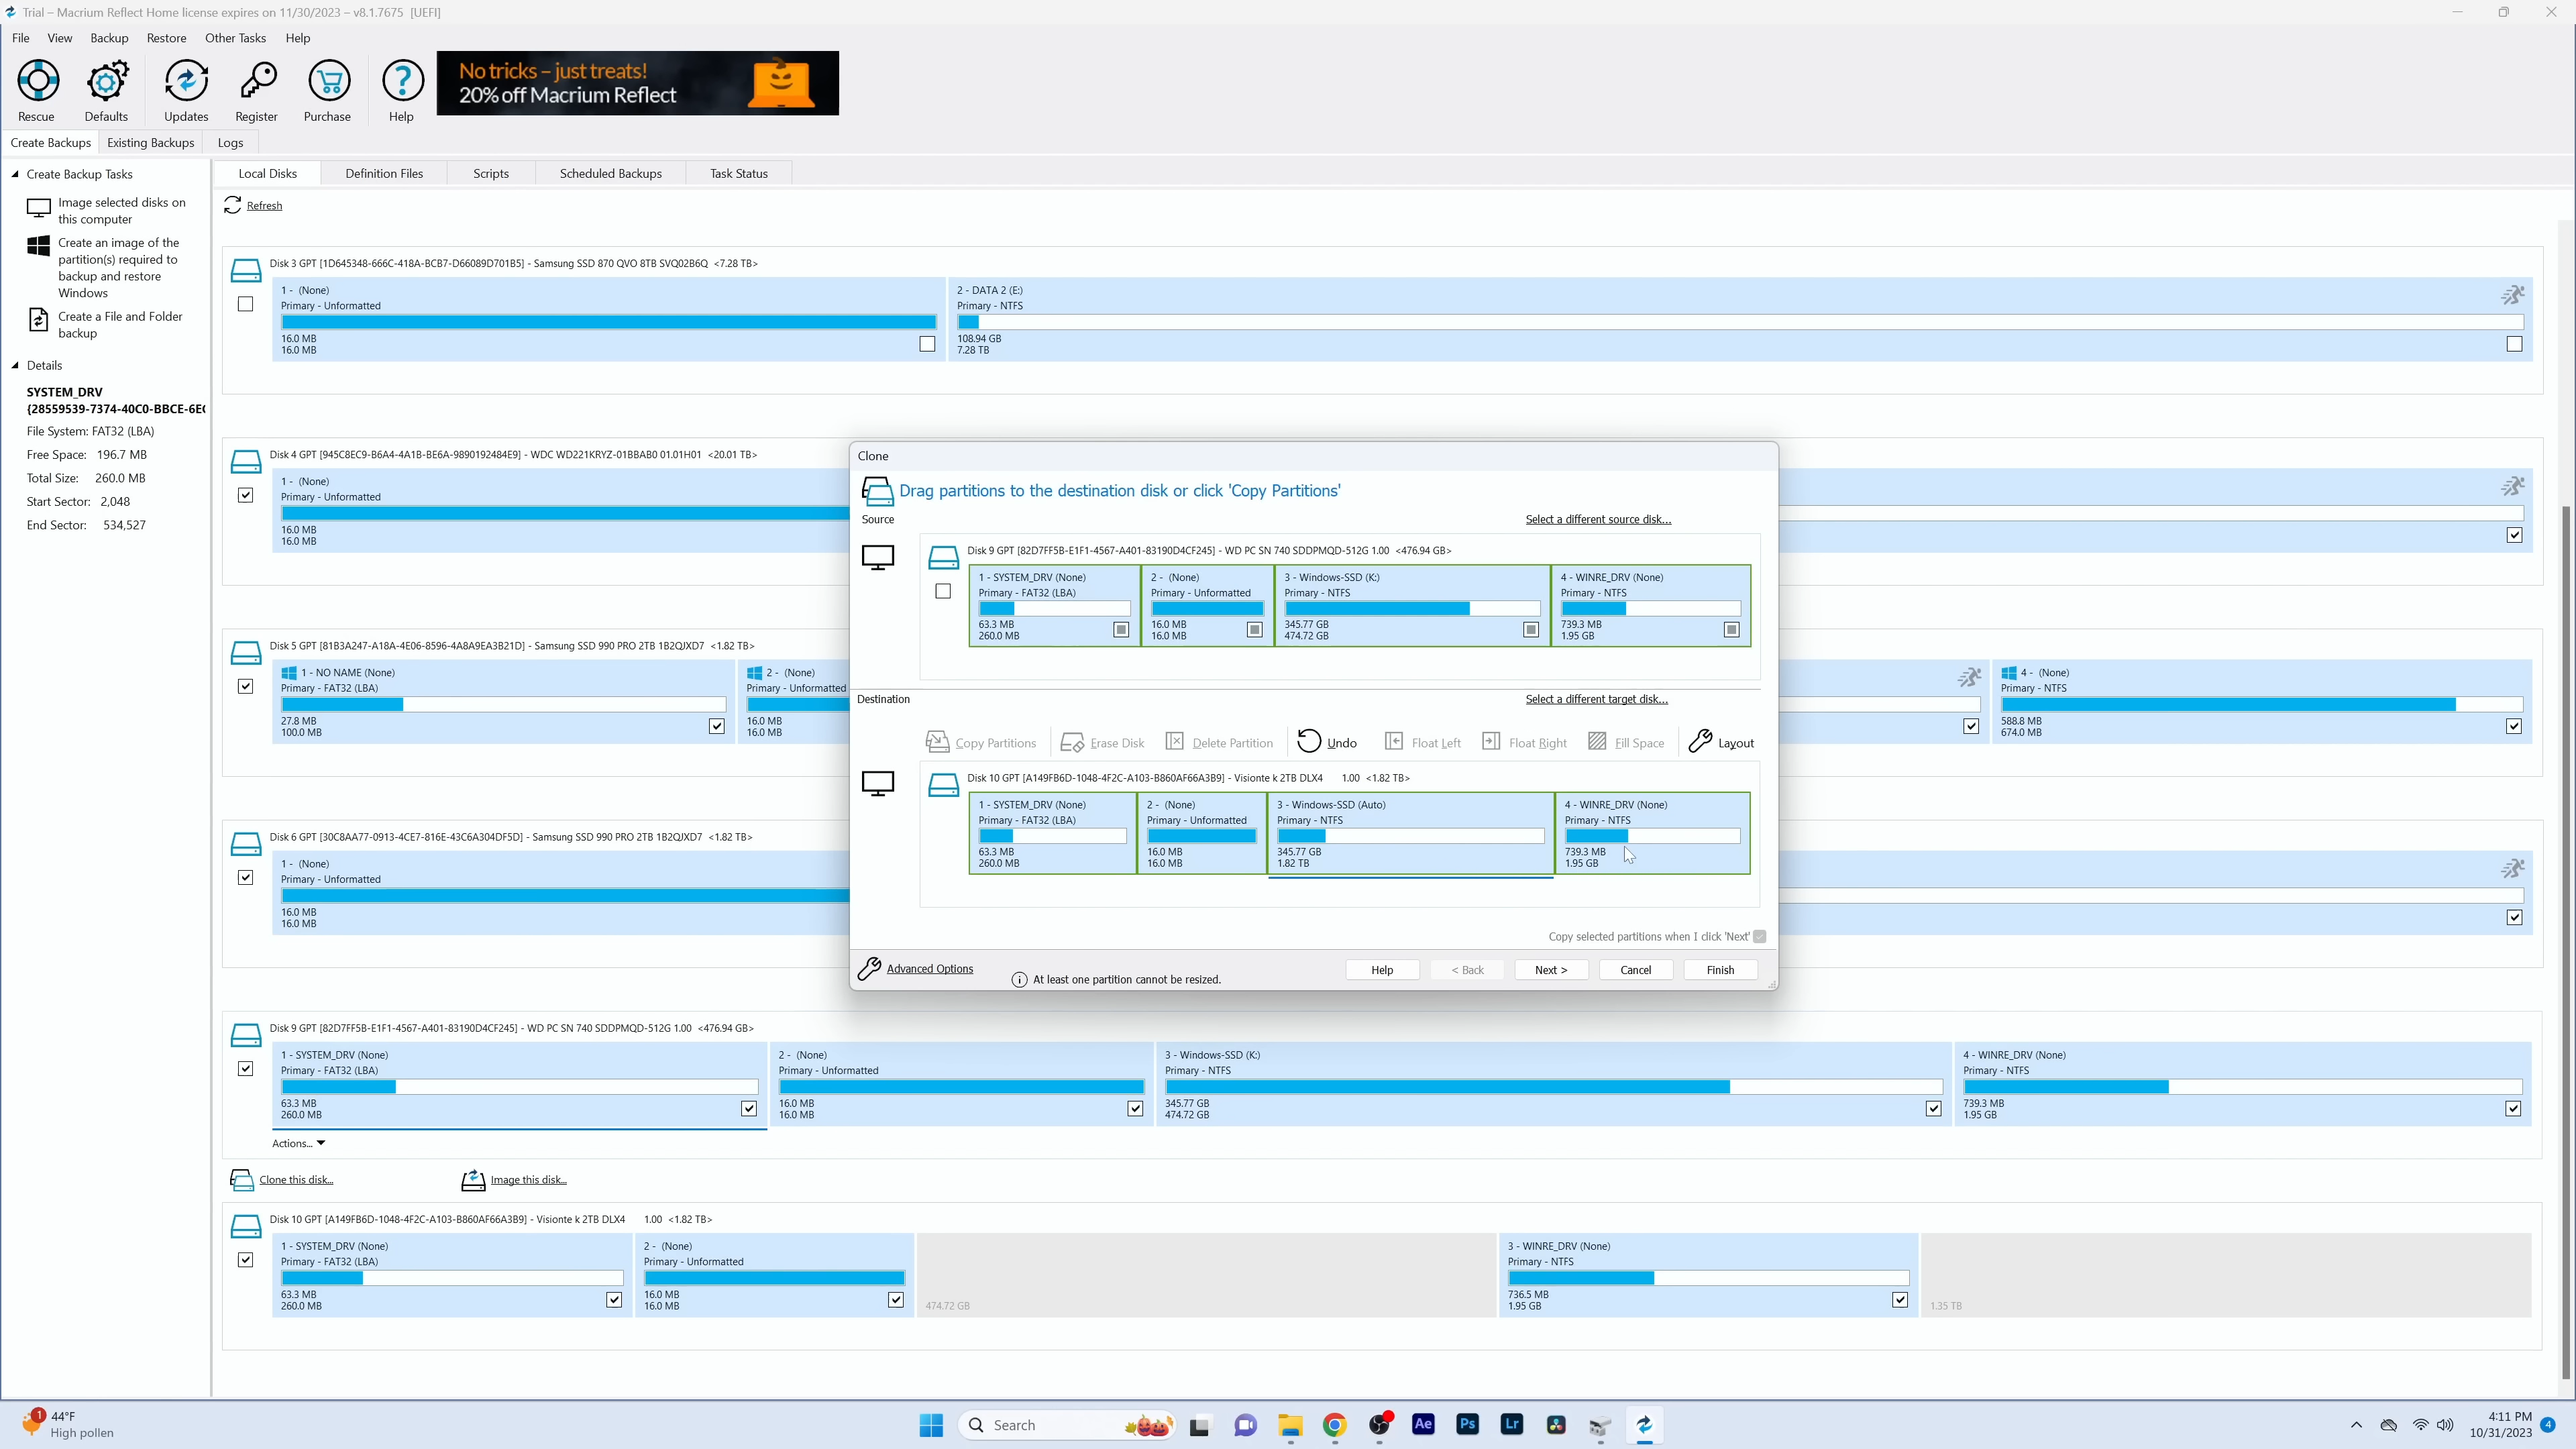 Trial – Macrium Reflect Home license expires on 11/30/2023 – v8.1.7675 [UEFI]
File View Backup Restore Other Tasks Help
No tricks – just treats!
20% off Macrium Reflect
Rescue Defaults Updates Register Purchase Help
Create Backups Existing Backups Logs
Create Backup Tasks
Image selected disks on
this computer
Create an image of the
partition(s) required to
backup and restore
Windows
Create a File and Folder
backup
Details
SYSTEM_DRV
{28559539-7374-40C0-BBCE-6E
File System: FAT32 (LBA)
Free Space: 196.7 MB
Total Size: 260.0 MB
Start Sector: 2,048
End Sector: 534,527
Local Disks Definition Files Scripts Scheduled Backups Task Status
Refresh
Disk 3 GPT [1D645348-666C-418A-BCB7-D66089D701B5] - Samsung SSD 870 QVO 8TB SVQ02B6Q <7.28 TB>
1 - (None)
Primary - Unformatted
16.0 MB
16.0 MB
2 - DATA 2 (E:)
Primary - NTFS
108.94 GB
7.28 TB
Disk 4 GPT [945C8EC9-B6A4-4A1B-BE6A-9890192484E9] - WDC WD221KRYZ-01BBAB0 01.01H01 <20.01 TB>
1 - (None)
Primary - Unformatted
16.0 MB
16.0 MB
Disk 5 GPT [81B3A247-A18A-4E06-8596-4A8A9EA3B21D] - Samsung SSD 990 PRO 2TB 1B2QJXD7 <1.82 TB>
1 - NO NAME (None)
Primary - FAT32 (LBA)
27.8 MB
100.0 MB
2 - (None)
Primary - Unformatted
16.0 MB
16.0 MB
4 - (None)
Primary - NTFS
588.8 MB
674.0 MB
Disk 6 GPT [30C8AA77-0913-4CE7-816E-43C6A304DF5D] - Samsung SSD 990 PRO 2TB 1B2QJXD7 <1.82 TB>
1 - (None)
Primary - Unformatted
16.0 MB
16.0 MB
Clone
Drag partitions to the destination disk or click 'Copy Partitions'
Source
Select a different source disk...
Disk 9 GPT [82D7FF5B-E1F1-4567-A401-83190D4CF245] - WD PC SN 740 SDDPMQD-512G 1.00 <476.94 GB>
1 - SYSTEM_DRV (None)
Primary - FAT32 (LBA)
63.3 MB
260.0 MB
2 - (None)
Primary - Unformatted
16.0 MB
16.0 MB
3 - Windows-SSD (K:)
Primary - NTFS
345.77 GB
474.72 GB
4 - WINRE_DRV (None)
Primary - NTFS
739.3 MB
1.95 GB
Destination
Select a different target disk...
Copy Partitions Erase Disk Delete Partition Undo Float Left Float Right Fill Space Layout
Disk 10 GPT [A149FB6D-1048-4F2C-A103-B860AF66A3B9] - Visionte k 2TB DLX4 1.00 <1.82 TB>
1 - SYSTEM_DRV (None)
Primary - FAT32 (LBA)
63.3 MB
260.0 MB
2 - (None)
Primary - Unformatted
16.0 MB
16.0 MB
3 - Windows-SSD (Auto)
Primary - NTFS
345.77 GB
1.82 TB
4 - WINRE_DRV (None)
Primary - NTFS
739.3 MB
1.95 GB
Copy selected partitions when I click 'Next'
Advanced Options
At least one partition cannot be resized.
Help < Back Next > Cancel Finish
Disk 9 GPT [82D7FF5B-E1F1-4567-A401-83190D4CF245] - WD PC SN 740 SDDPMQD-512G 1.00 <476.94 GB>
1 - SYSTEM_DRV (None)
Primary - FAT32 (LBA)
63.3 MB
260.0 MB
2 - (None)
Primary - Unformatted
16.0 MB
16.0 MB
3 - Windows-SSD (K:)
Primary - NTFS
345.77 GB
474.72 GB
4 - WINRE_DRV (None)
Primary - NTFS
739.3 MB
1.95 GB
Actions...
Clone this disk... Image this disk...
Disk 10 GPT [A149FB6D-1048-4F2C-A103-B860AF66A3B9] - Visionte k 2TB DLX4 1.00 <1.82 TB>
1 - SYSTEM_DRV (None)
Primary - FAT32 (LBA)
63.3 MB
260.0 MB
2 - (None)
Primary - Unformatted
16.0 MB
16.0 MB
474.72 GB
3 - WINRE_DRV (None)
Primary - NTFS
736.5 MB
1.95 GB
1.35 TB
1
44°F
High pollen
Search
Ae Ps Lr
4:11 PM
10/31/2023
4